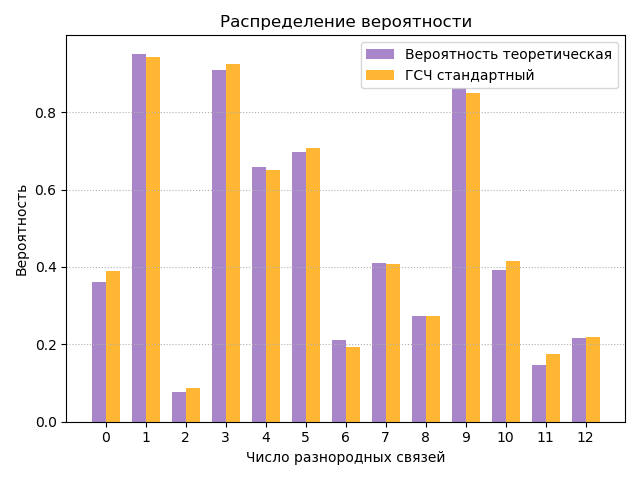 Распределение вероятности
Вероятность теоретическая
ГСЧ стандартный
Вероятность
0.8
0.6
0.4
0.2
0.0
0 1 2 3 4 5 6 7 8 9 10 11 12
Число разнородных связей